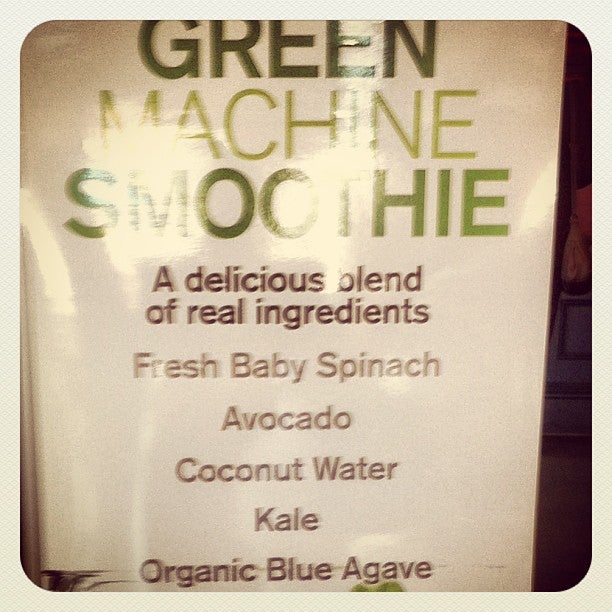 GREEN
MACHINE
SMOOTHIE
A delicious blend
of real ingredients
Fresh Baby Spinach
Avocado
Coconut Water
Kale
Organic Blue Agave